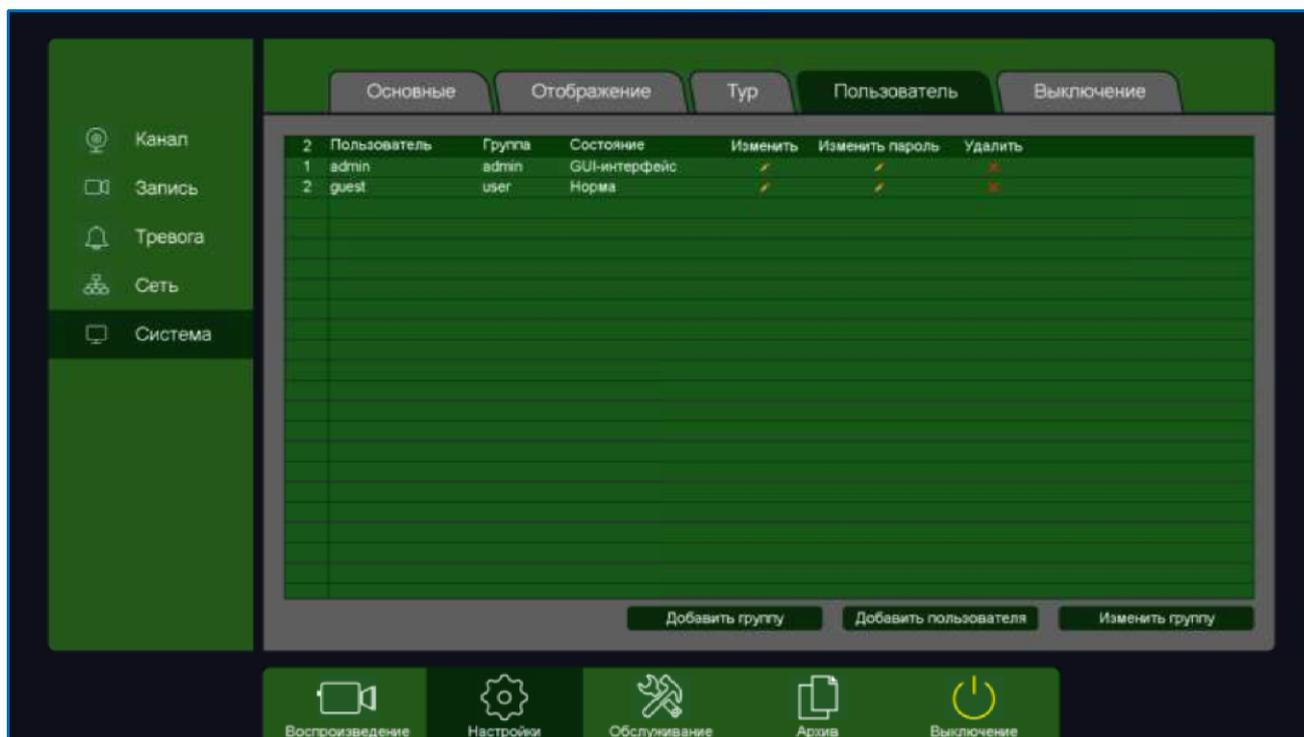 Основные Отображение Тур Пользователь Выключение
Канал
Запись
Тревога
Сеть
Система
2 Пользователь Группа Состояние Изменить Изменить пароль Удалить
1 admin admin GUI-интерфейс
2 guest user Норма
Добавить группу Добавить пользователя Изменить группу
Воспроизведение Настройки Обслуживание Архив Выключение